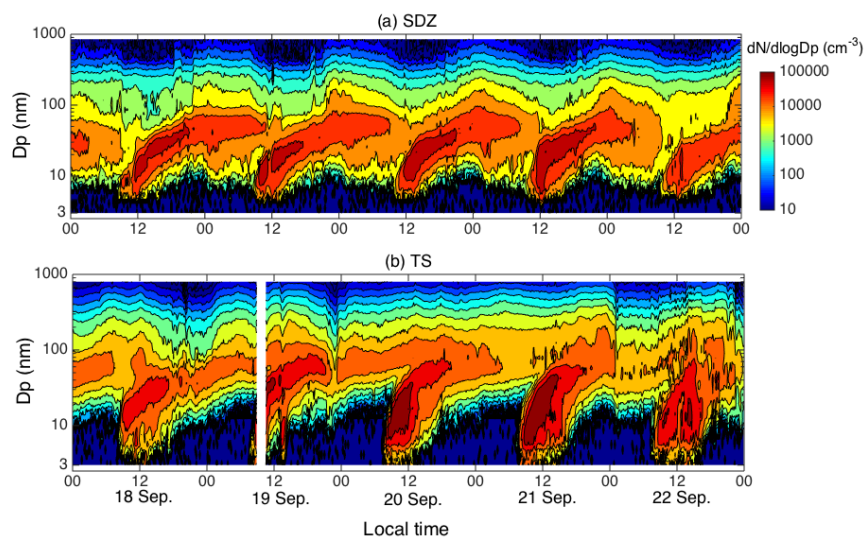 (a) SDZ
dN/dlogDp (cm-3)
1000
100
10
3
Dp (nm)
100000
10000
1000
100
10
00 12 00 12 00 12 00 12 00 12 00
(b) TS
1000
100
10
3
Dp (nm)
00 12 00 12 00 12 00 12 00 12 00
18 Sep. 19 Sep. 20 Sep. 21 Sep. 22 Sep.
Local time